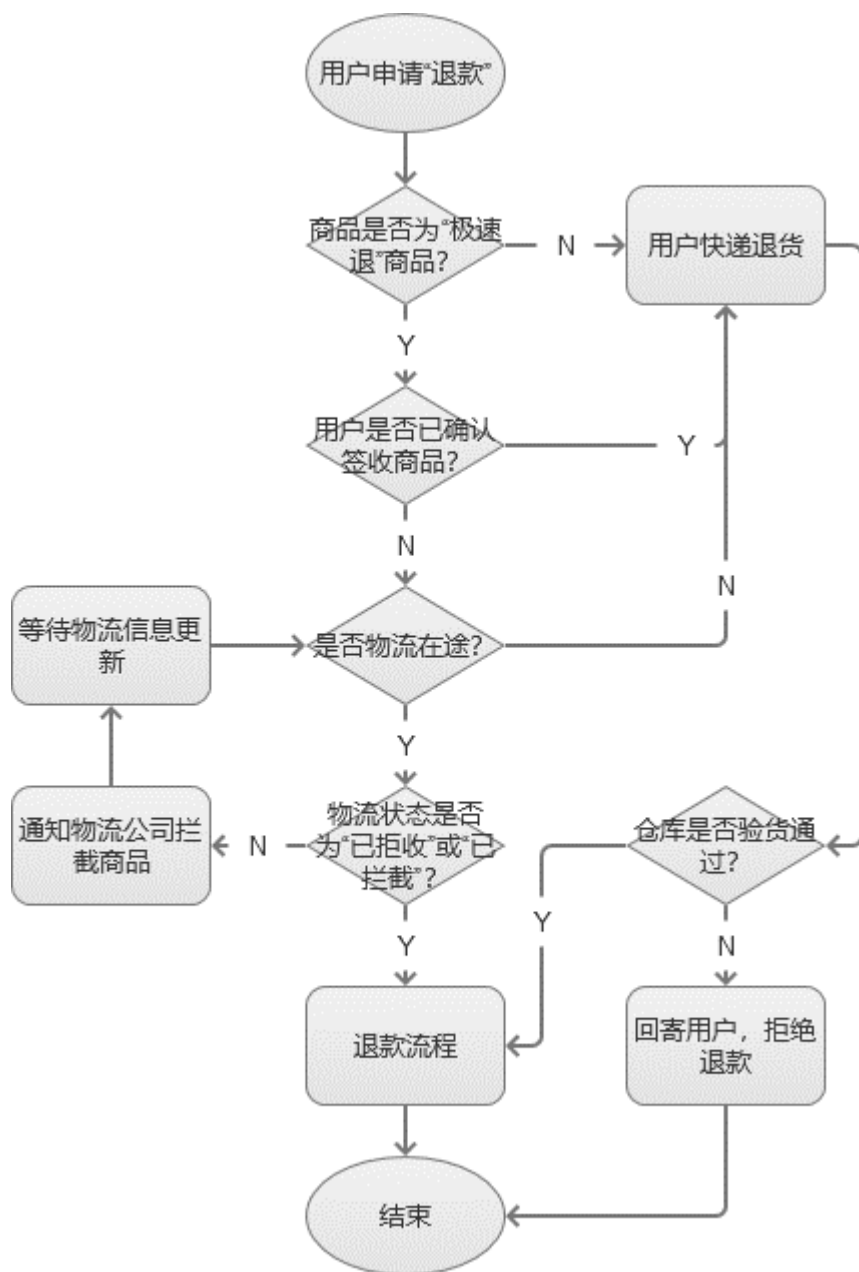 用户申请“退款”
商品是否为“极速
退”商品？
N
用户快递退货
Y
用户是否已确认
签收商品？
Y
N
N
等待物流信息更
新
是否物流在途？
Y
通知物流公司拦
截商品
N
物流状态是否
为“已拒收”或“已
拦截”？
仓库是否验货通
过？
Y
Y
N
退款流程
回寄用户，拒绝
退款
结束